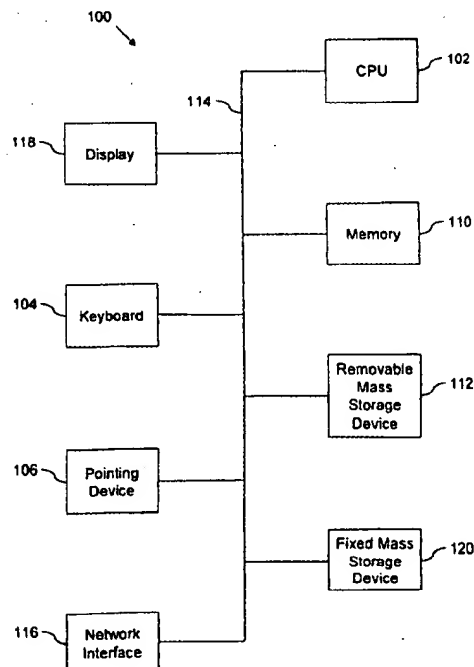 100
114
CPU
102
118
Display
Memory
110
104
Keyboard
Removable
Mass
Storage
Device
112
106
Pointing
Device
Fixed Mass
Storage
Device
120
116
Network
Interface